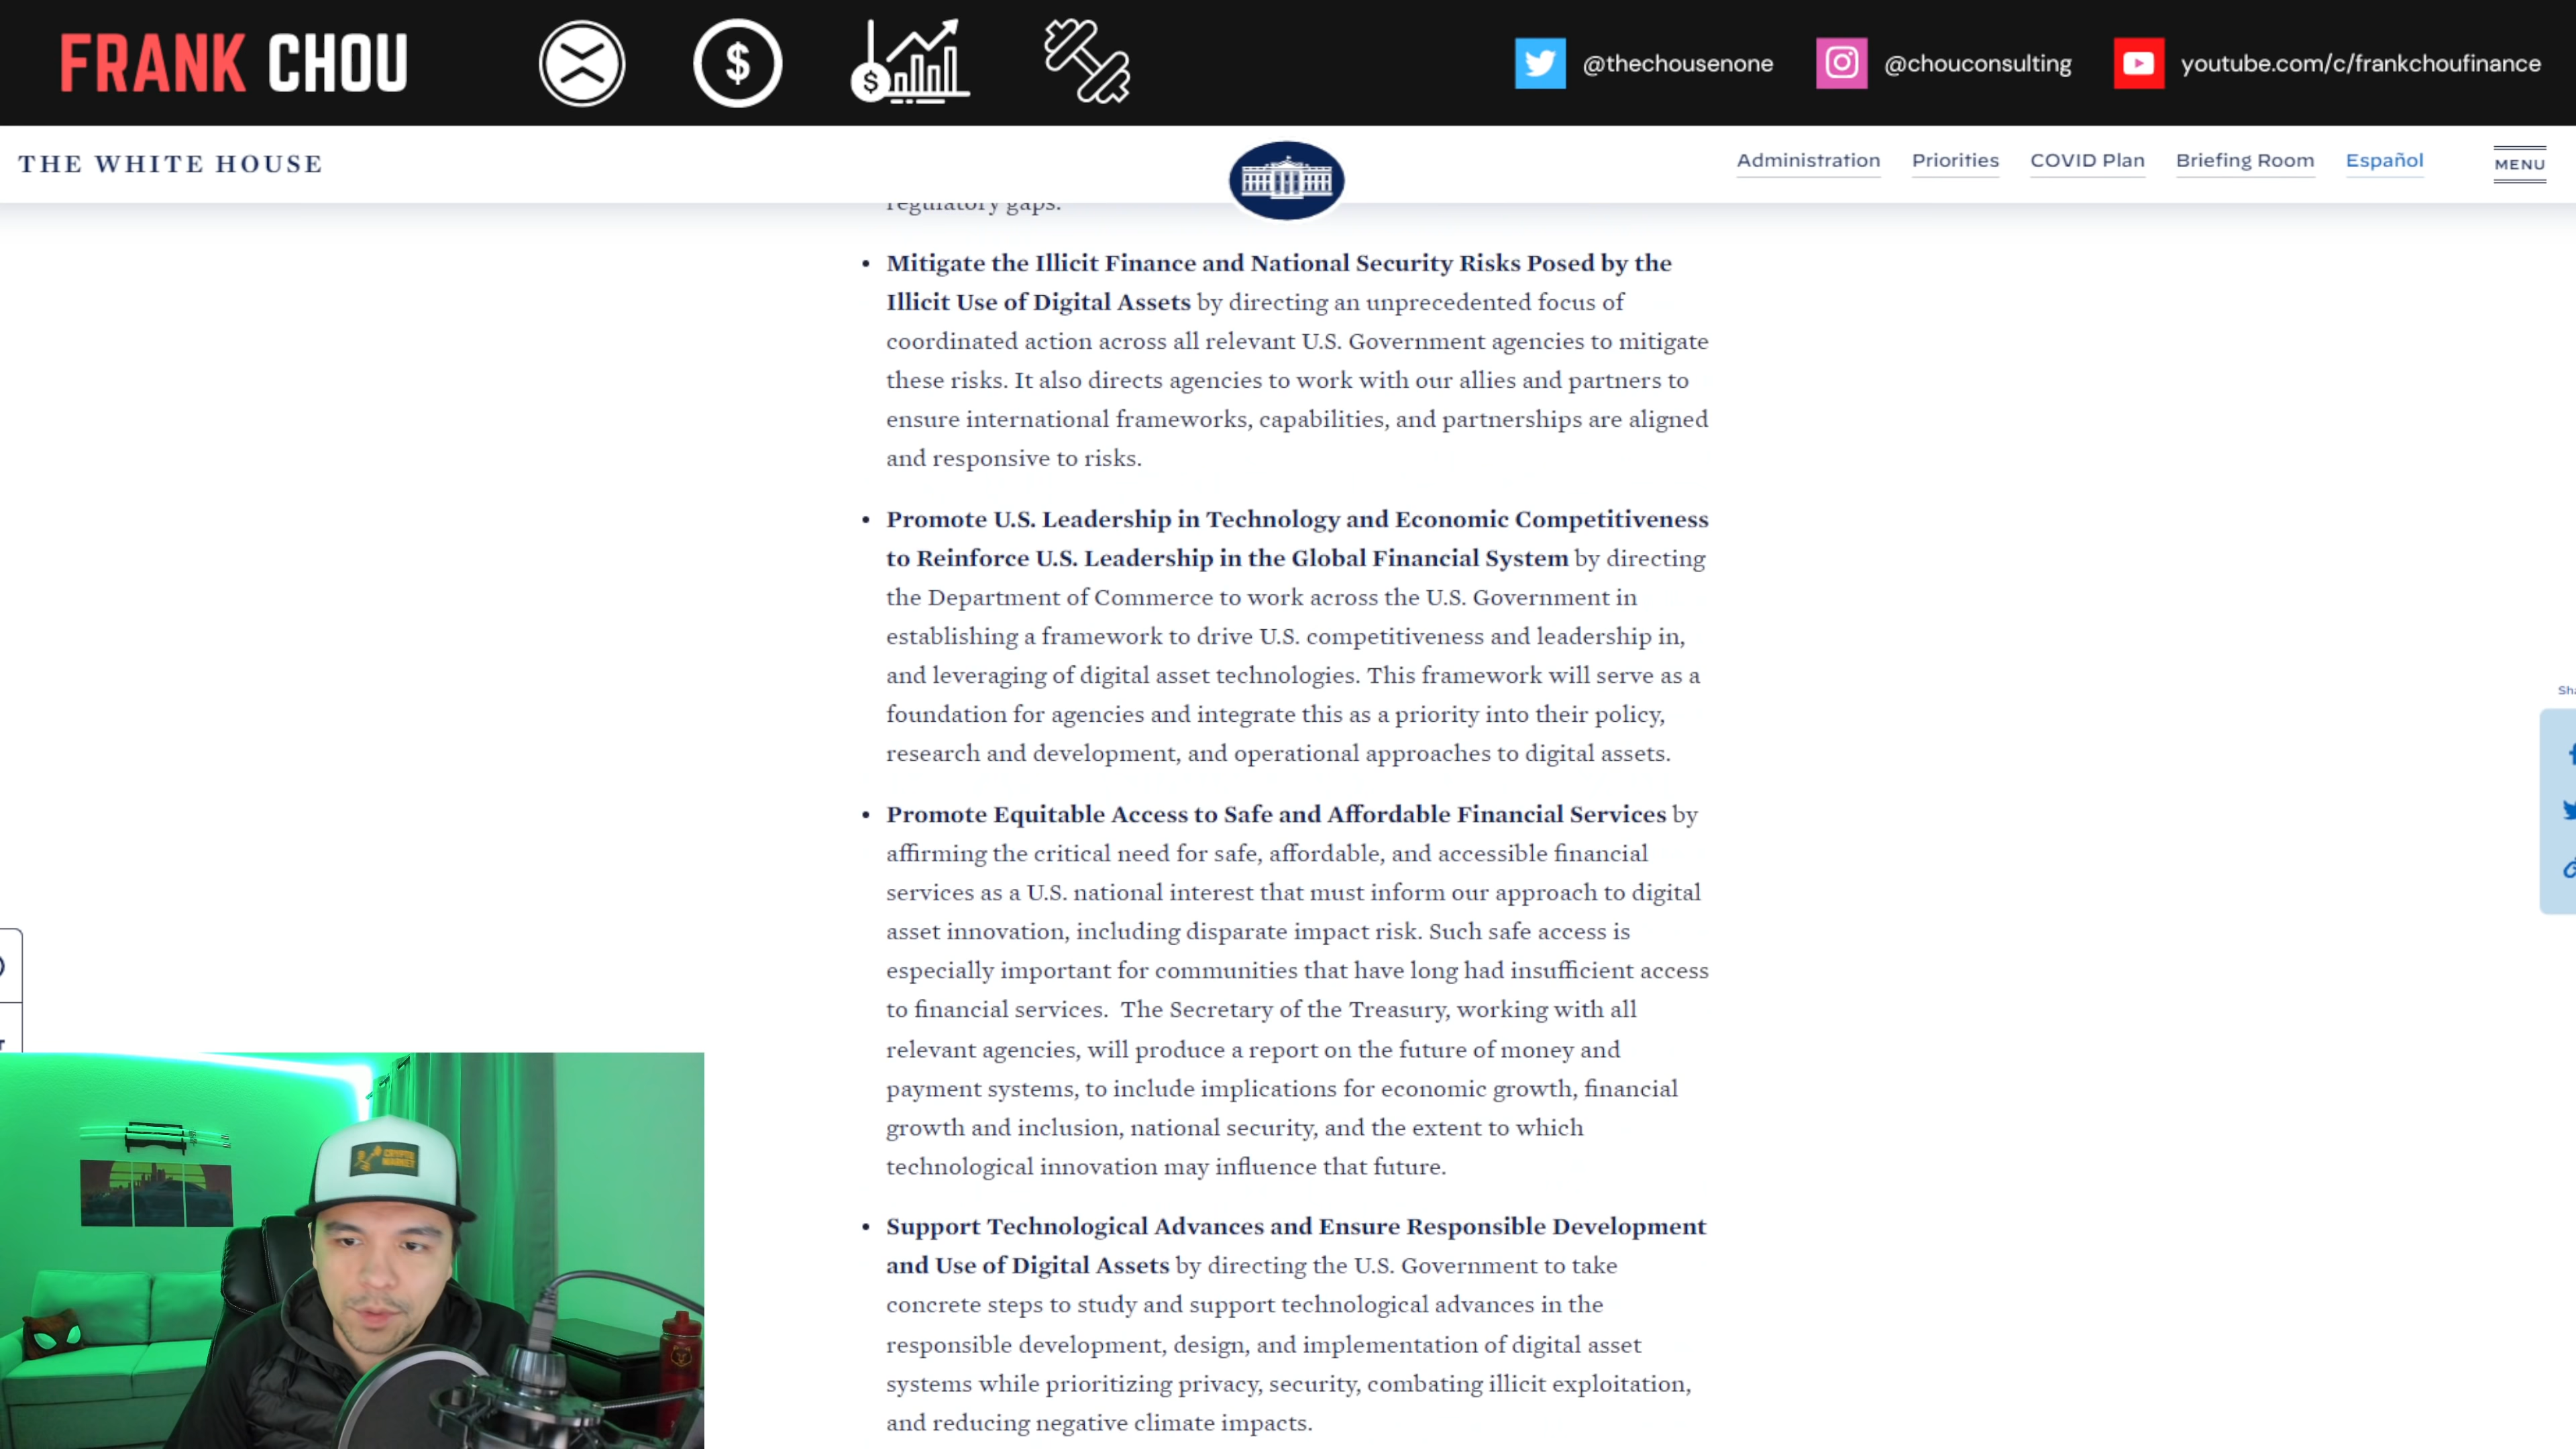 FRANK CHOU
@thechousenone
@chouconsulting
youtube.com/c/frankchoufinance
THE WHITE HOUSE
Administration
Priorities
COVID Plan
Briefing Room
Español
MENU
regulatory gaps.
• Mitigate the Illicit Finance and National Security Risks Posed by the
Illicit Use of Digital Assets by directing an unprecedented focus of
coordinated action across all relevant U.S. Government agencies to mitigate
these risks. It also directs agencies to work with our allies and partners to
ensure international frameworks, capabilities, and partnerships are aligned
and responsive to risks.
• Promote U.S. Leadership in Technology and Economic Competitiveness
to Reinforce U.S. Leadership in the Global Financial System by directing
the Department of Commerce to work across the U.S. Government in
establishing a framework to drive U.S. competitiveness and leadership in,
and leveraging of digital asset technologies. This framework will serve as a
foundation for agencies and integrate this as a priority into their policy,
research and development, and operational approaches to digital assets.
• Promote Equitable Access to Safe and Affordable Financial Services by
affirming the critical need for safe, affordable, and accessible financial
services as a U.S. national interest that must inform our approach to digital
asset innovation, including disparate impact risk. Such safe access is
especially important for communities that have long had insufficient access
to financial services. The Secretary of the Treasury, working with all
relevant agencies, will produce a report on the future of money and
payment systems, to include implications for economic growth, financial
growth and inclusion, national security, and the extent to which
technological innovation may influence that future.
• Support Technological Advances and Ensure Responsible Development
and Use of Digital Assets by directing the U.S. Government to take
concrete steps to study and support technological advances in the
responsible development, design, and implementation of digital asset
systems while prioritizing privacy, security, combating illicit exploitation,
and reducing negative climate impacts.
CRYPTO
MARKET